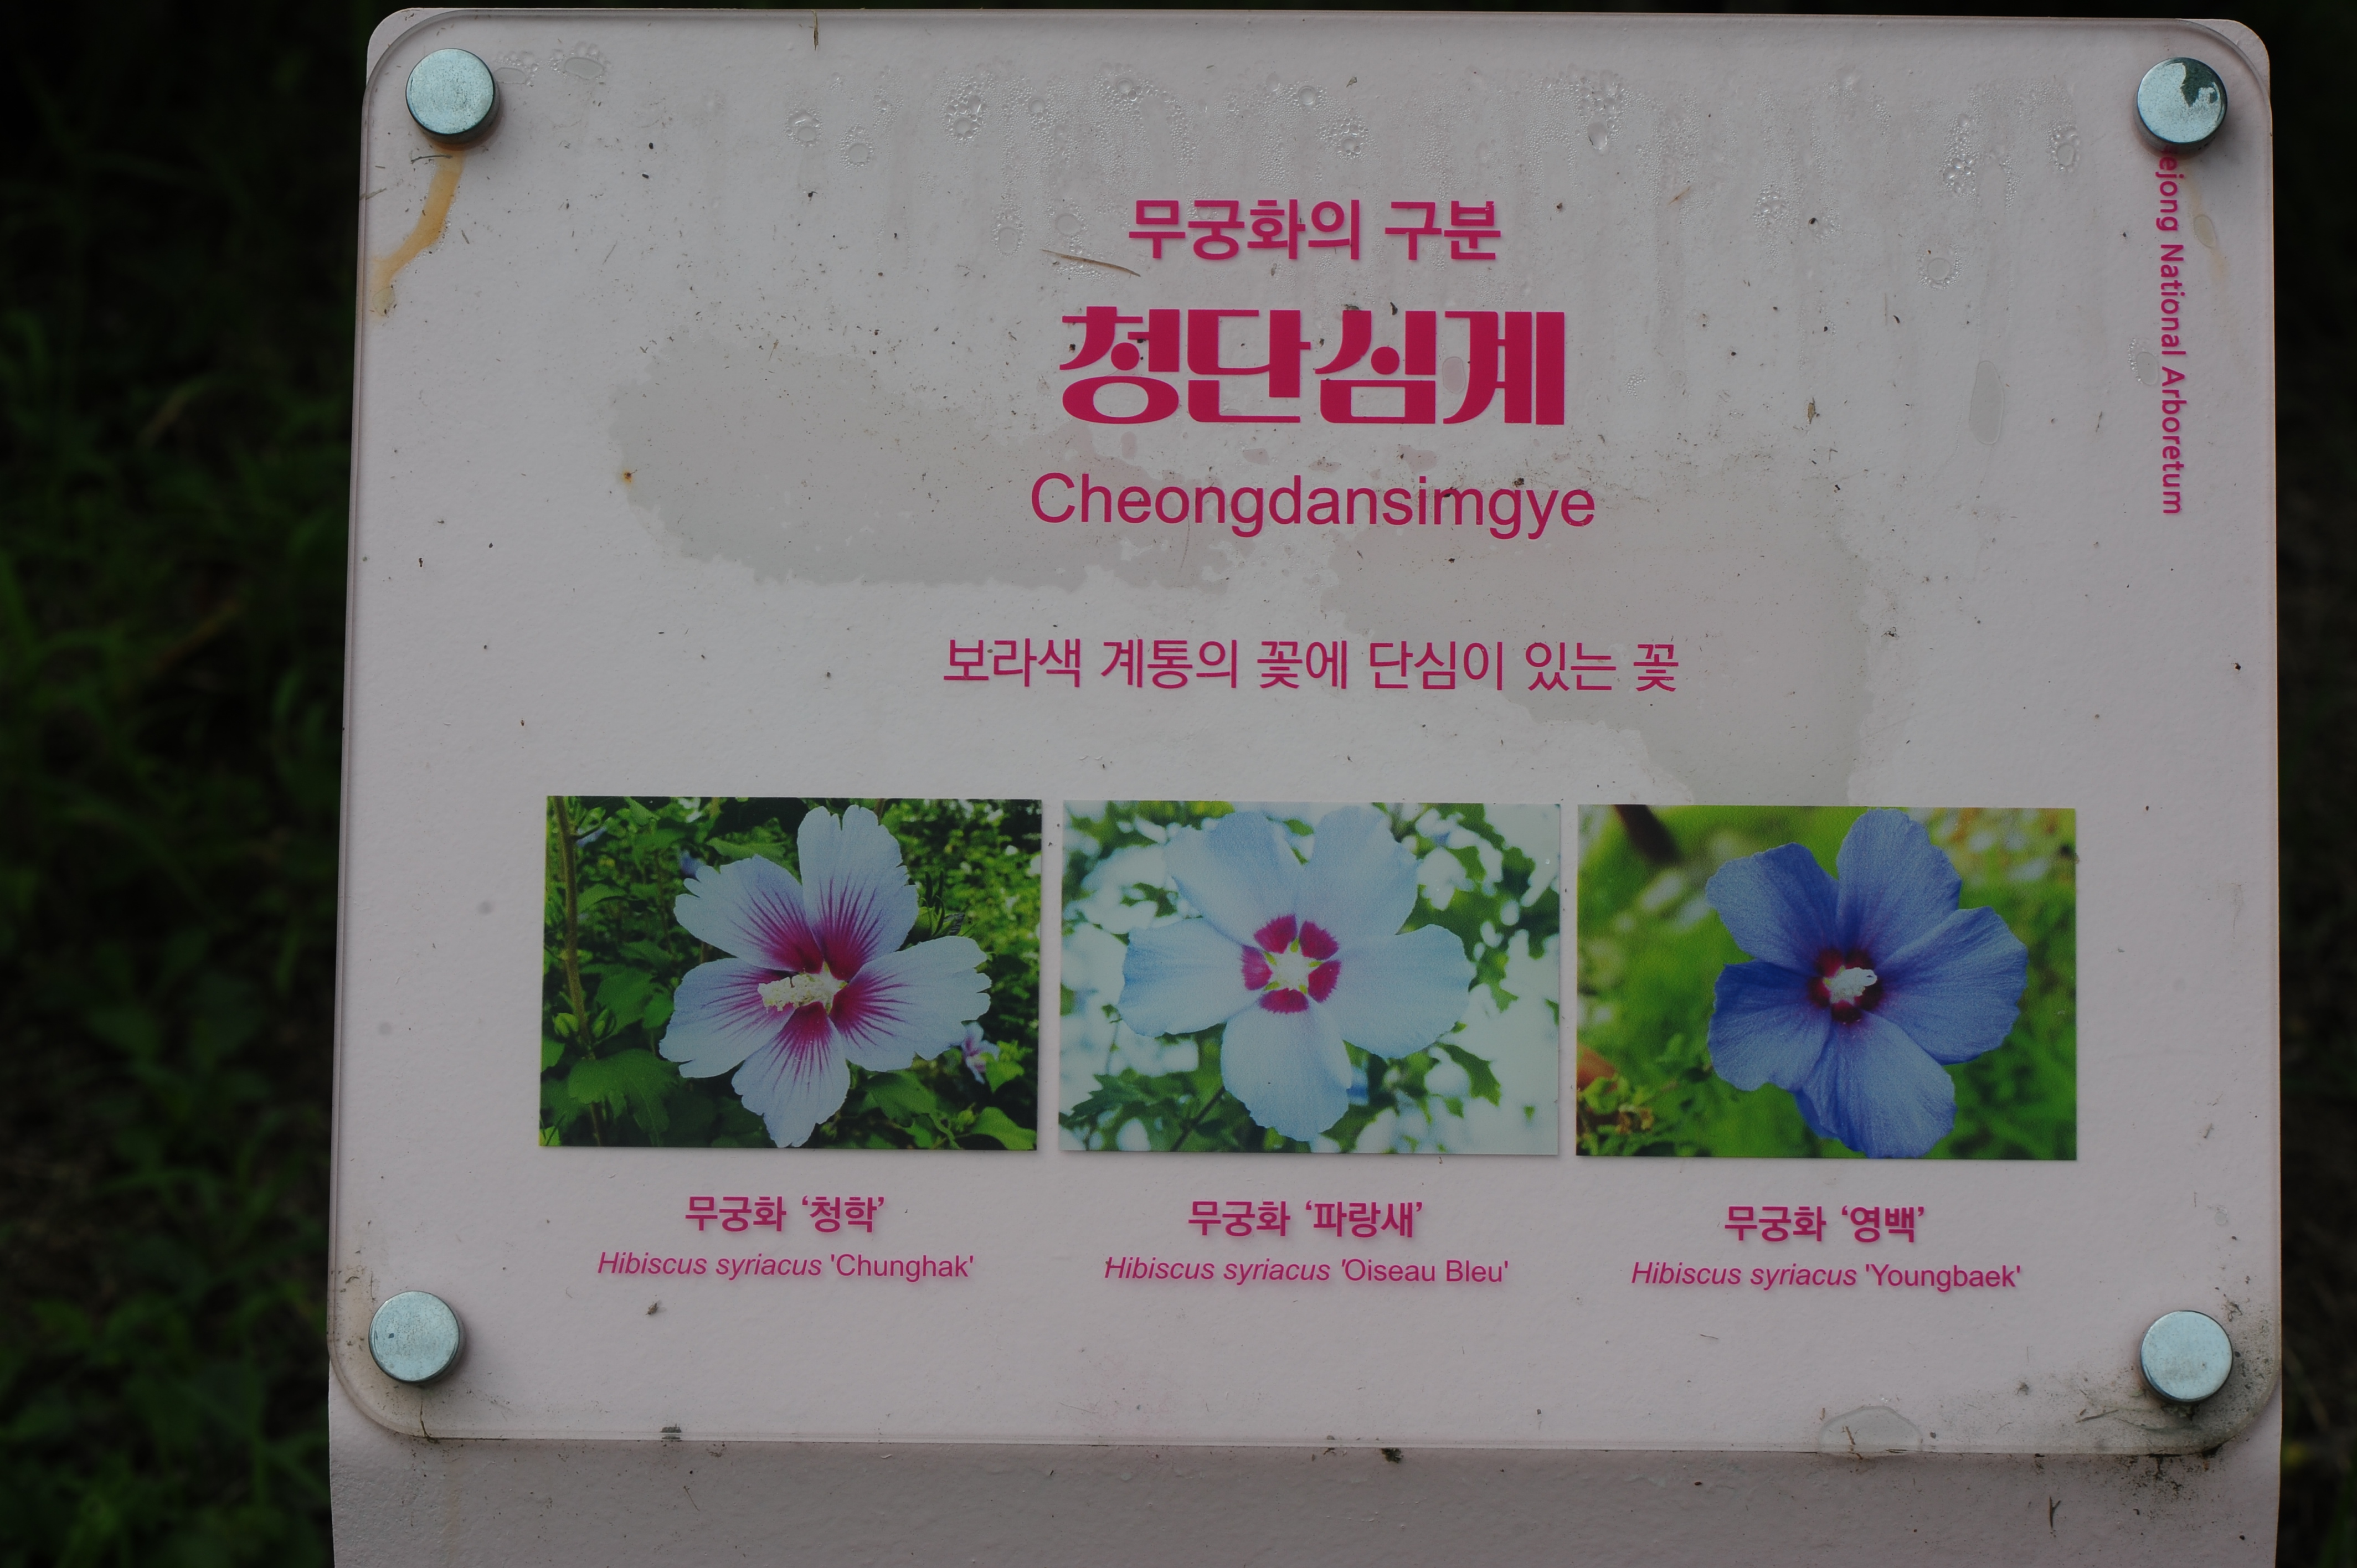 무궁화의 구분
청단심계
Cheongdansimgye
보라색 계통의 꽃에 단심이 있는 꽃
무궁화 ‘청학’
Hibiscus syriacus 'Chunghak'
무궁화 ‘파랑새’
Hibiscus syriacus 'Oiseau Bleu'
무궁화 ‘영백’
Hibiscus syriacus 'Youngbaek'
National Arboretum